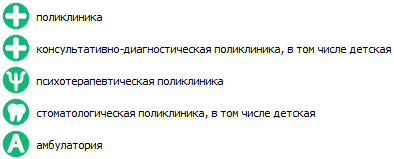 поликлиника
консультативно-диагностическая поликлиника, в том числе детская
Ψ психотерапевтическая поликлиника
стоматологическая поликлиника, в том числе детская
А амбулатория